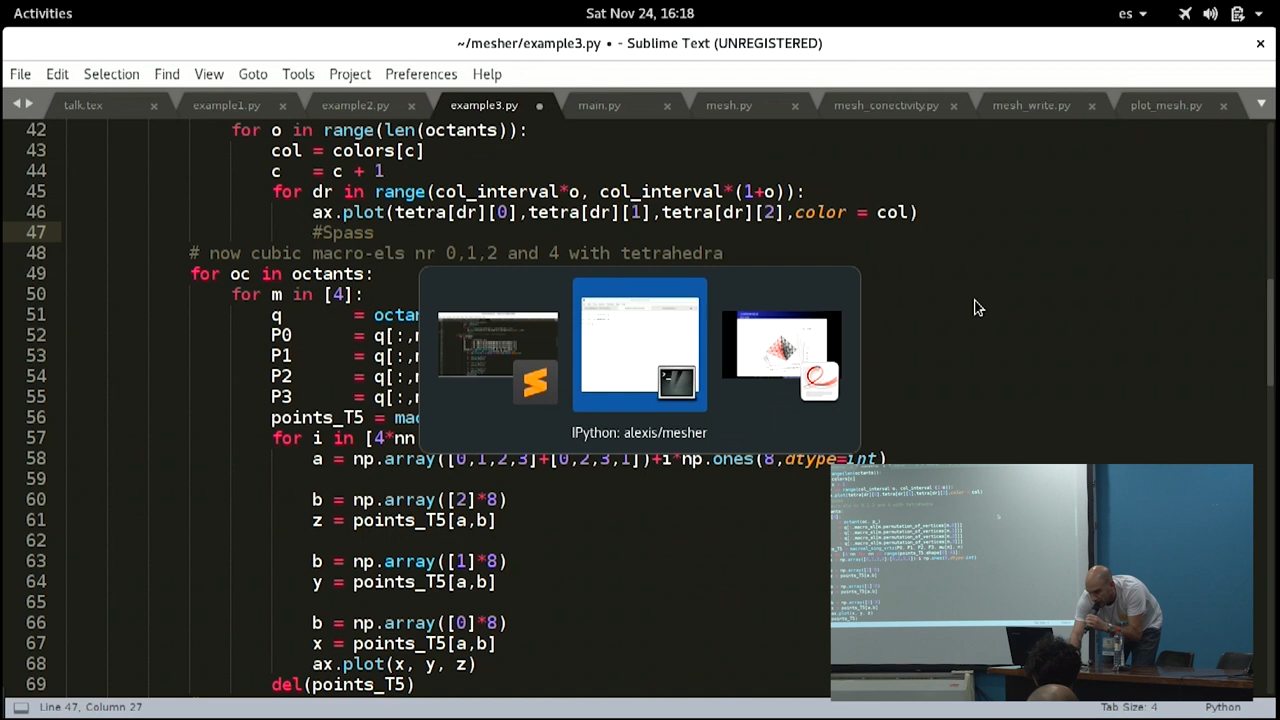 Activities
Sat Nov 24, 16:18
es
~/mesher/example3.py • - Sublime Text (UNREGISTERED)
File Edit Selection Find View Goto Tools Project Preferences Help
talk.tex example1.py example2.py example3.py main.py mesh.py mesh_conectivity.py mesh_write.py plot_mesh.py
42 for o in range(len(octants)):
43 col = colors[c]
44 c = c + 1
45 for dr in range(col_interval*o, col_interval*(1+o)):
46 ax.plot(tetra[dr][0],tetra[dr][1],tetra[dr][2],color = col)
47 #Spass
48 # now cubic macro-els nr 0,1,2 and 4 with tetrahedra
49 for oc in octants:
50 for m in [4]:
51 q = octan
52 P0 = q[:,
53 P1 = q[:,
54 P2 = q[:,
55 P3 = q[:,
56 points_T5 = mac
57 for i in [4*nn
58 a = np.array([0,1,2,3]+[0,2,3,1])+i*np.ones(8,dtype=int)
59
60 b = np.array([2]*8)
61 z = points_T5[a,b]
62
63 b = np.array([1]*8)
64 y = points_T5[a,b]
65
66 b = np.array([0]*8)
67 x = points_T5[a,b]
68 ax.plot(x, y, z)
69 del(points_T5)
IPython: alexis/mesher
Line 47, Column 27
Tab Size: 4
Python